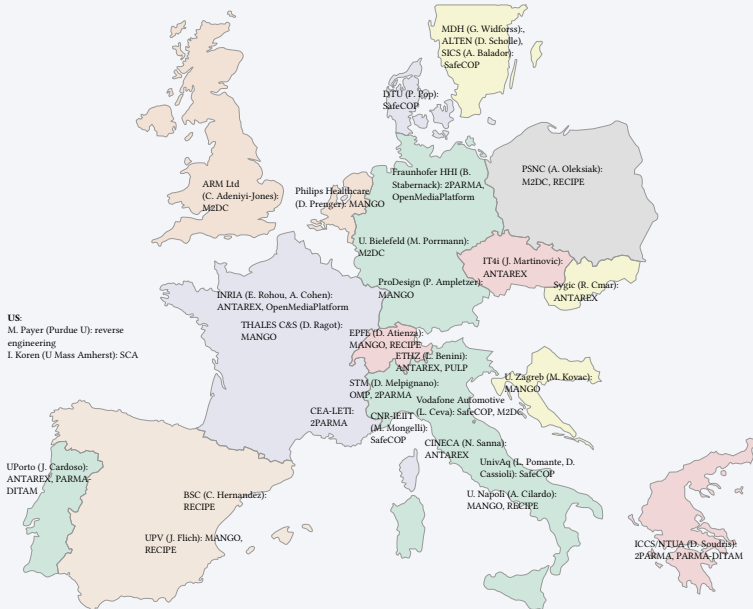 MDH (G. Widforss):,
ALTEN (D. Scholle),
SICS (A. Balador):
SafeCOP
DTU (P. Pop):
SafeCOP
Fraunhofer HHI (B.
Stabernack): 2PARMA,
OpenMediaPlatform
PSNC (A. Oleksiak):
M2DC, RECIPE
ARM Ltd
(C. Adeniyi-Jones):
M2DC
Philips Healthcare
(D. Prenger): MANGO
U. Bielefeld (M. Porrmann):
M2DC
IT4i (J. Martinovic):
ANTAREX
Sygic (R. Cmar):
ANTAREX
ProDesign (P. Ampletzer):
MANGO
INRIA (E. Rohou, A. Cohen):
ANTAREX, OpenMediaPlatform
THALES C&S (D. Ragot):
MANGO
US:
M. Payer (Purdue U): reverse
engineering
I. Koren (U Mass Amherst): SCA
EPFL (D. Atienza):
MANGO, RECIPE
ETHZ (L. Benini):
ANTAREX, PULP
STM (D. Melpignano):
OMP, 2PARMA
U. Zagreb (M. Kovac):
MANGO
Vodafone Automotive
(L. Ceva): SafeCOP, M2DC
CEA-LETI:
2PARMA
CNR-IEIIT
(M. Mongelli):
SafeCOP
CINECA (N. Sanna):
ANTAREX
UnivAq (L. Pomante, D.
Cassioli): SafeCOP
UPorto (J. Cardoso):
ANTAREX, PARMA-
DITAM
BSC (C. Hernandez):
RECIPE
U. Napoli (A. Cilardo):
MANGO, RECIPE
UPV (J. Flich): MANGO,
RECIPE
ICCS/NTUA (D. Soudris):
2PARMA, PARMA-DITAM